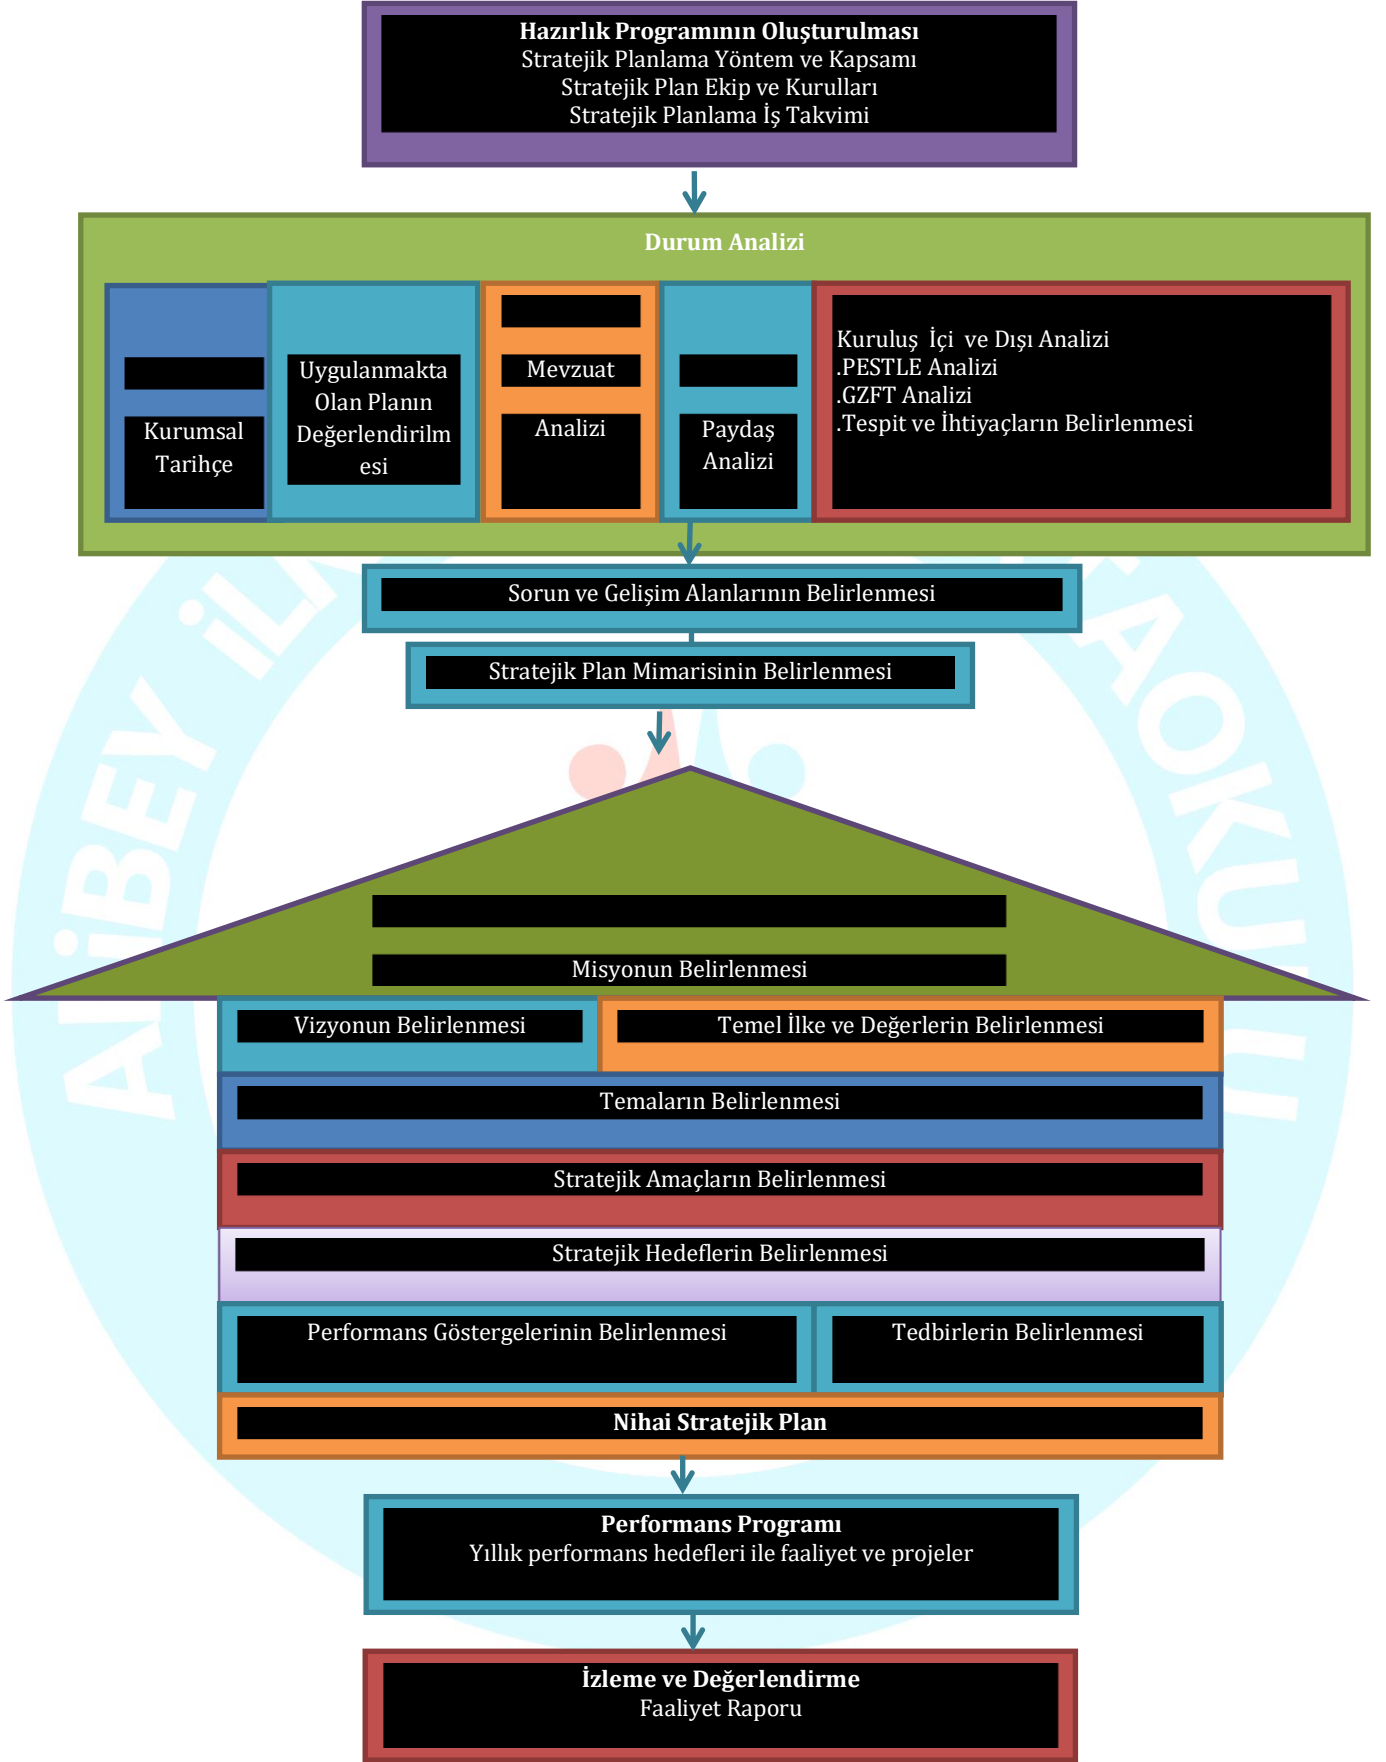 Hazırlık Programının Oluşturulması
Stratejik Planlama Yöntem ve Kapsamı
Stratejik Plan Ekip ve Kurulları
Stratejik Planlama İş Takvimi
Durum Analizi
Kurumsal
Tarihçe
Uygulanmakta
Olan Planın
Değerlendirilm
esi
Mevzuat
Analizi
Paydaş
Analizi
Kuruluş İçi ve Dışı Analizi
.PESTLE Analizi
.GZFT Analizi
.Tespit ve İhtiyaçların Belirlenmesi
Sorun ve Gelişim Alanlarının Belirlenmesi
Stratejik Plan Mimarisinin Belirlenmesi
Misyonun Belirlenmesi
Vizyonun Belirlenmesi
Temel İlke ve Değerlerin Belirlenmesi
Temaların Belirlenmesi
Stratejik Amaçların Belirlenmesi
Stratejik Hedeflerin Belirlenmesi
Performans Göstergelerinin Belirlenmesi
Tedbirlerin Belirlenmesi
Nihai Stratejik Plan
Performans Programı
Yıllık performans hedefleri ile faaliyet ve projeler
İzleme ve Değerlendirme
Faaliyet Raporu